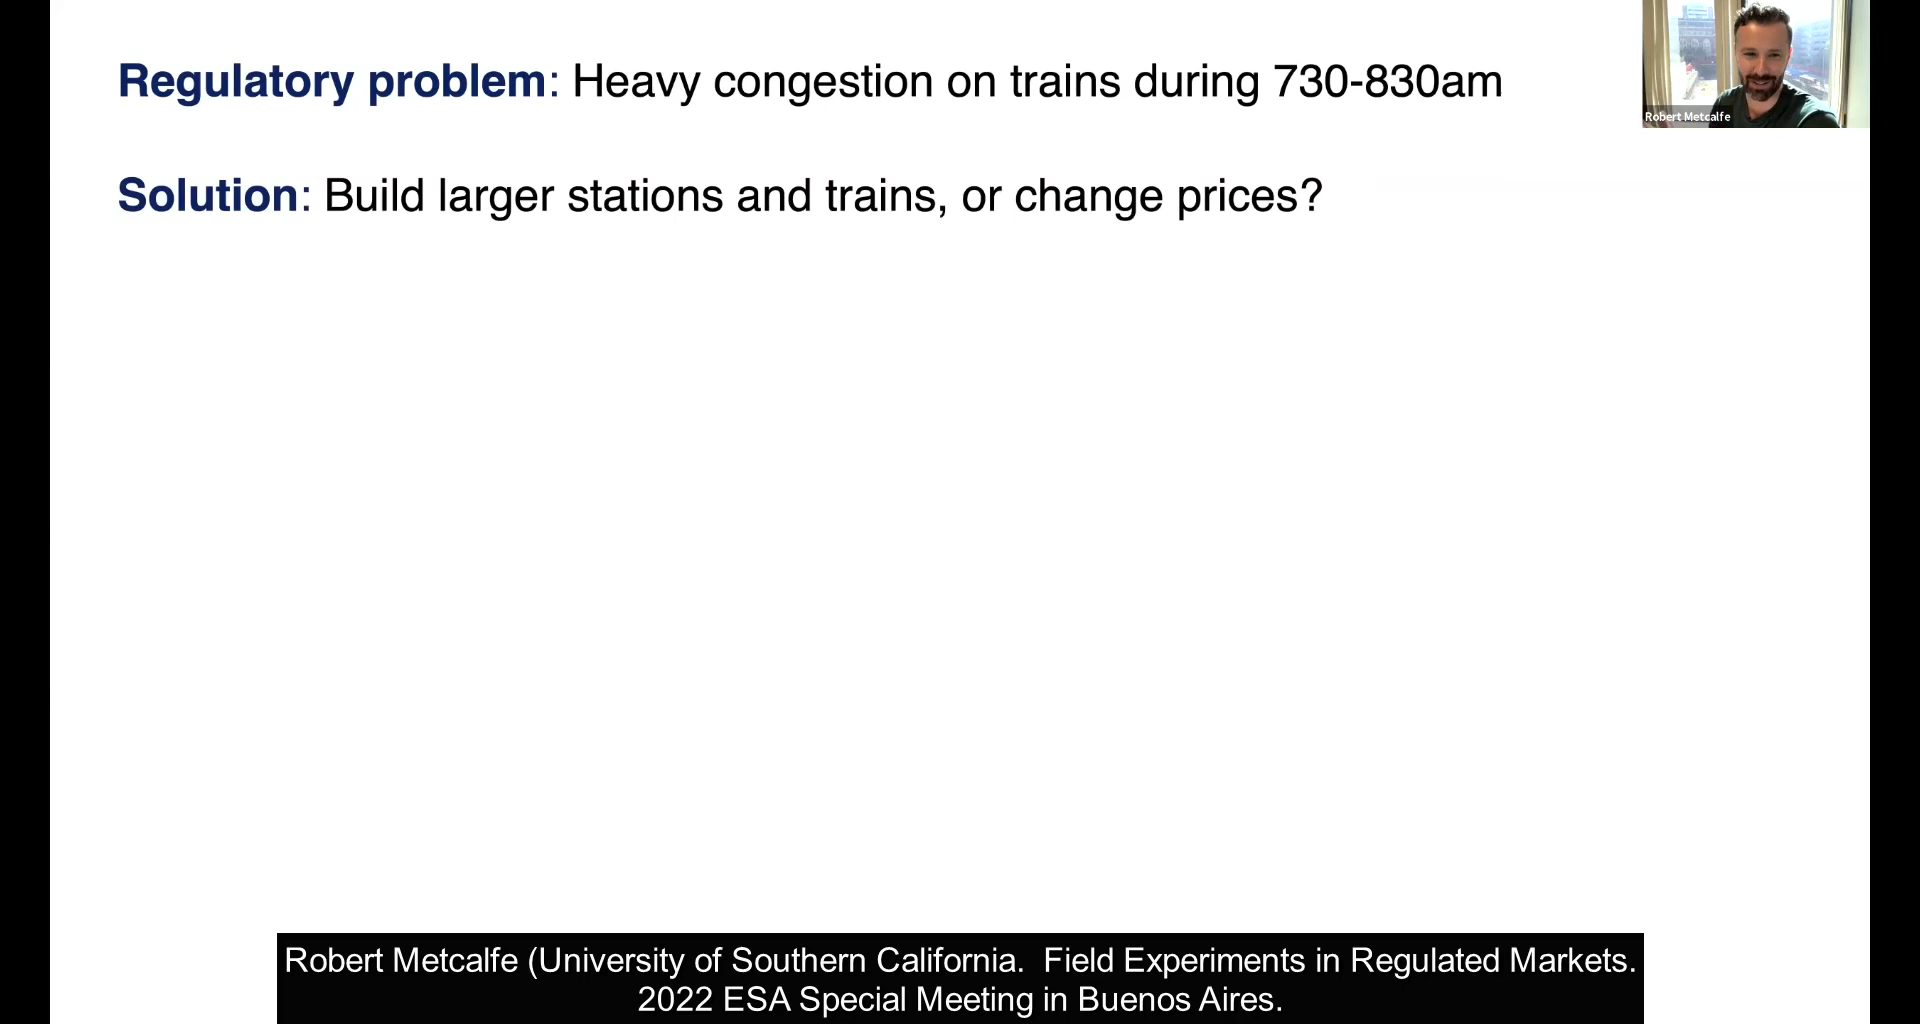 Regulatory problem: Heavy congestion on trains during 730-830am
Robert Metcalfe
Solution: Build larger stations and trains, or change prices?
Robert Metcalfe (University of Southern California.  Field Experiments in Regulated Markets.
2022 ESA Special Meeting in Buenos Aires.